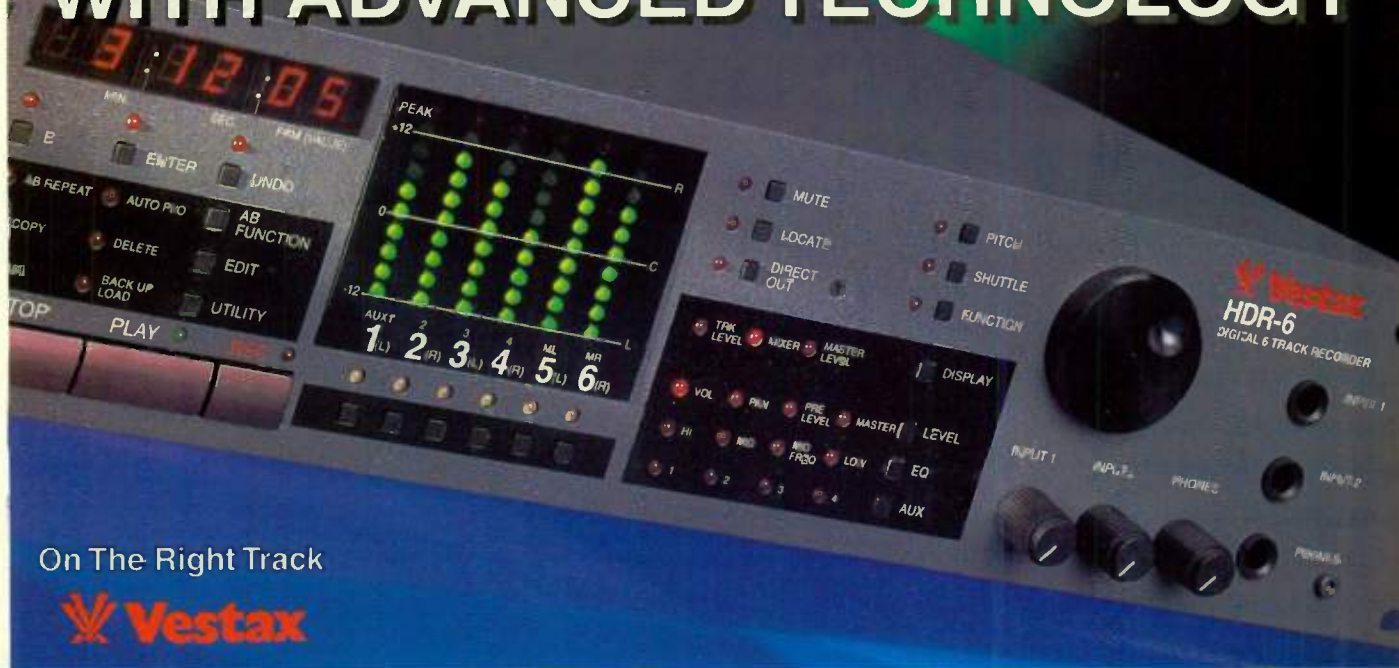 WITH ADVANCED TECHNOLOGY
3:12:05
MIN
SEC
FRM (VALUE)
B
ENTER
UNDO
AB REPEAT
AUTO
AB FUNCTION
COPY
DELETE
EDIT
BACK UP LOAD
UTILITY
TOP
PLAY
PEAK
+12
0
-12
R
C
L
AUX1 2 3 4 ML MR
1(L) 2(R) 3(L) 4(R) 5(L) 6(R)
MUTE
LOCATE
DIRECT OUT
PITCH
SHUTTLE
FUNCTION
TRK LEVEL
MIXER
MASTER LEVEL
DISPLAY
VOL
PAN
PRE LEVEL
MASTER
LEVEL
HI
MID
MID FREQ
LOW
EQ
1 2 3 4
AUX
Vestax
HDR-6
DIGITAL 6 TRACK RECORDER
INPUT 1
INPUT 2
PHONES
INPUT 1
INPUT 2
PHONES
On The Right Track
Vestax